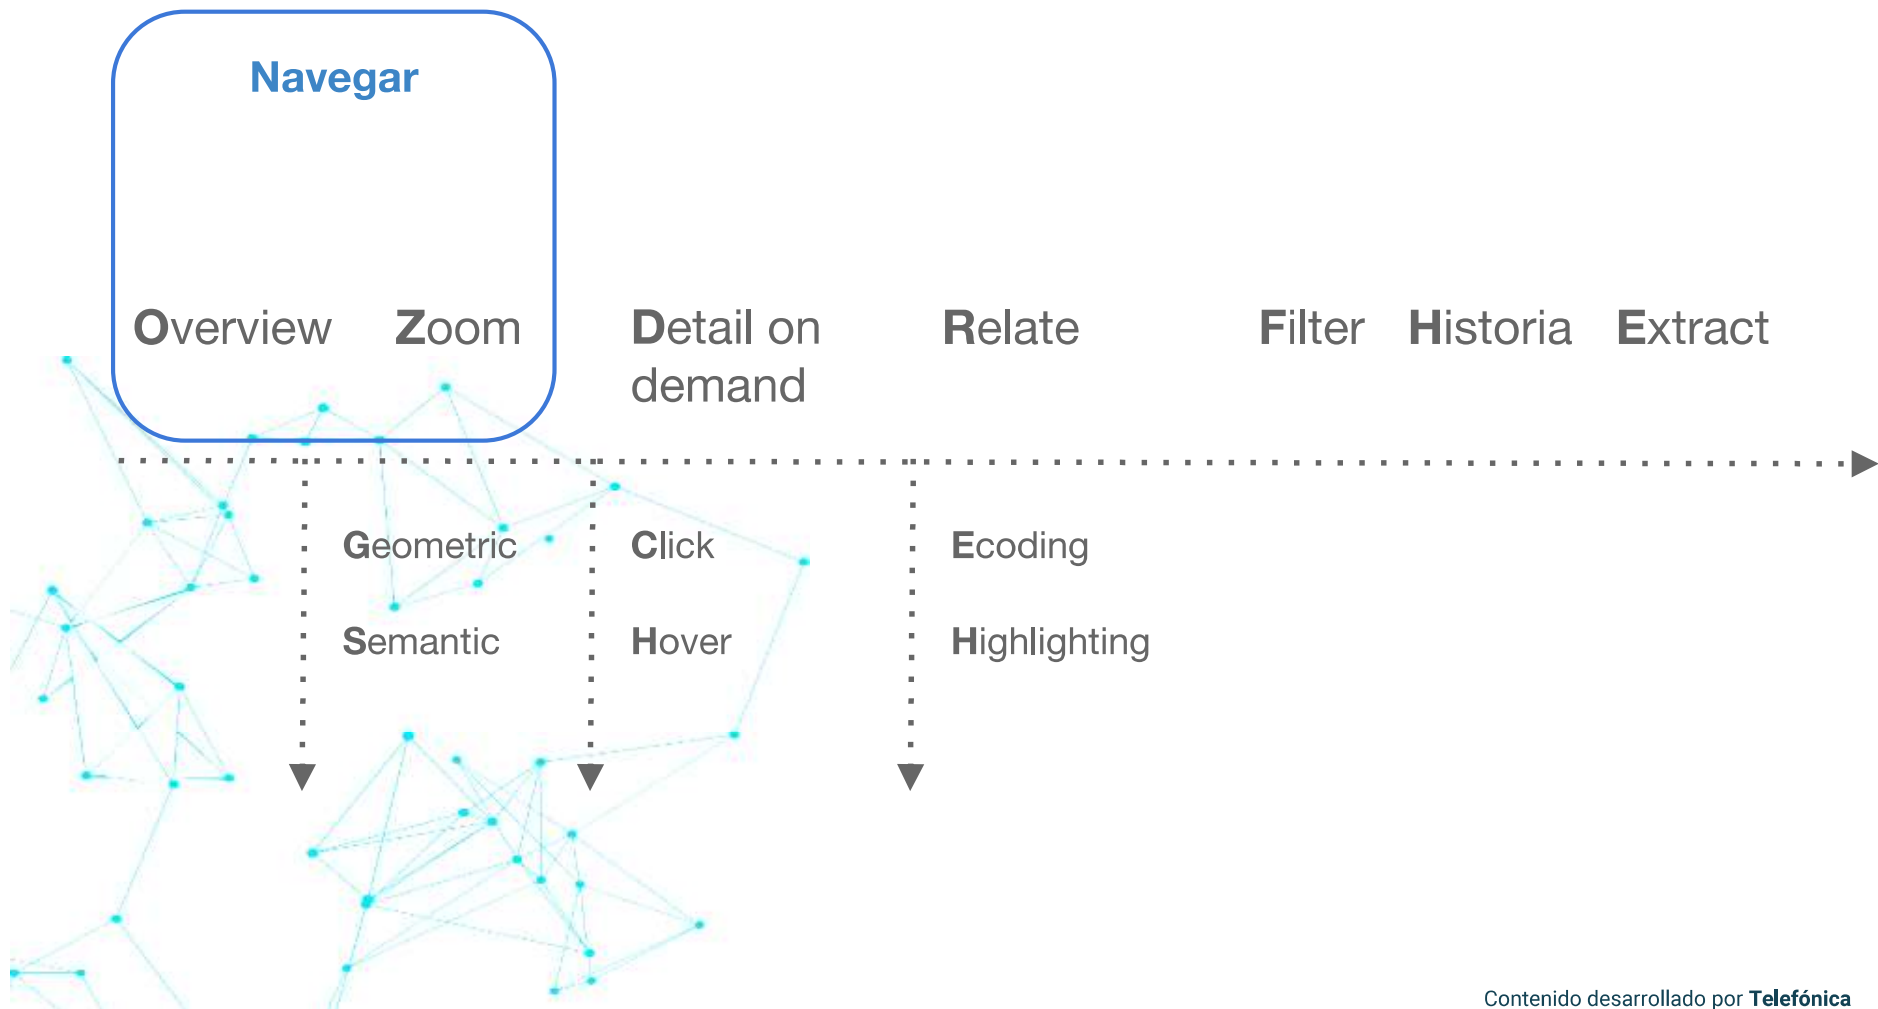 Navegar
Overview Zoom Detail on demand Relate Filter Historia Extract
Geometric Click Ecoding
Semantic Hover Highlighting
Contenido desarrollado por Telefónica